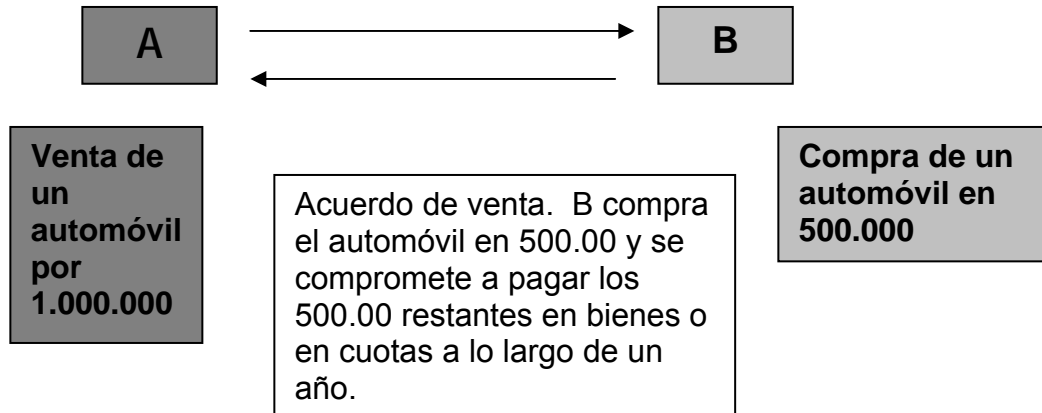 A
B
Venta de
un
automóvil
por
1.000.000
Acuerdo de venta. B compra
el automóvil en 500.00 y se
compromete a pagar los
500.00 restantes en bienes o
en cuotas a lo largo de un
año.
Compra de un
automóvil en
500.000